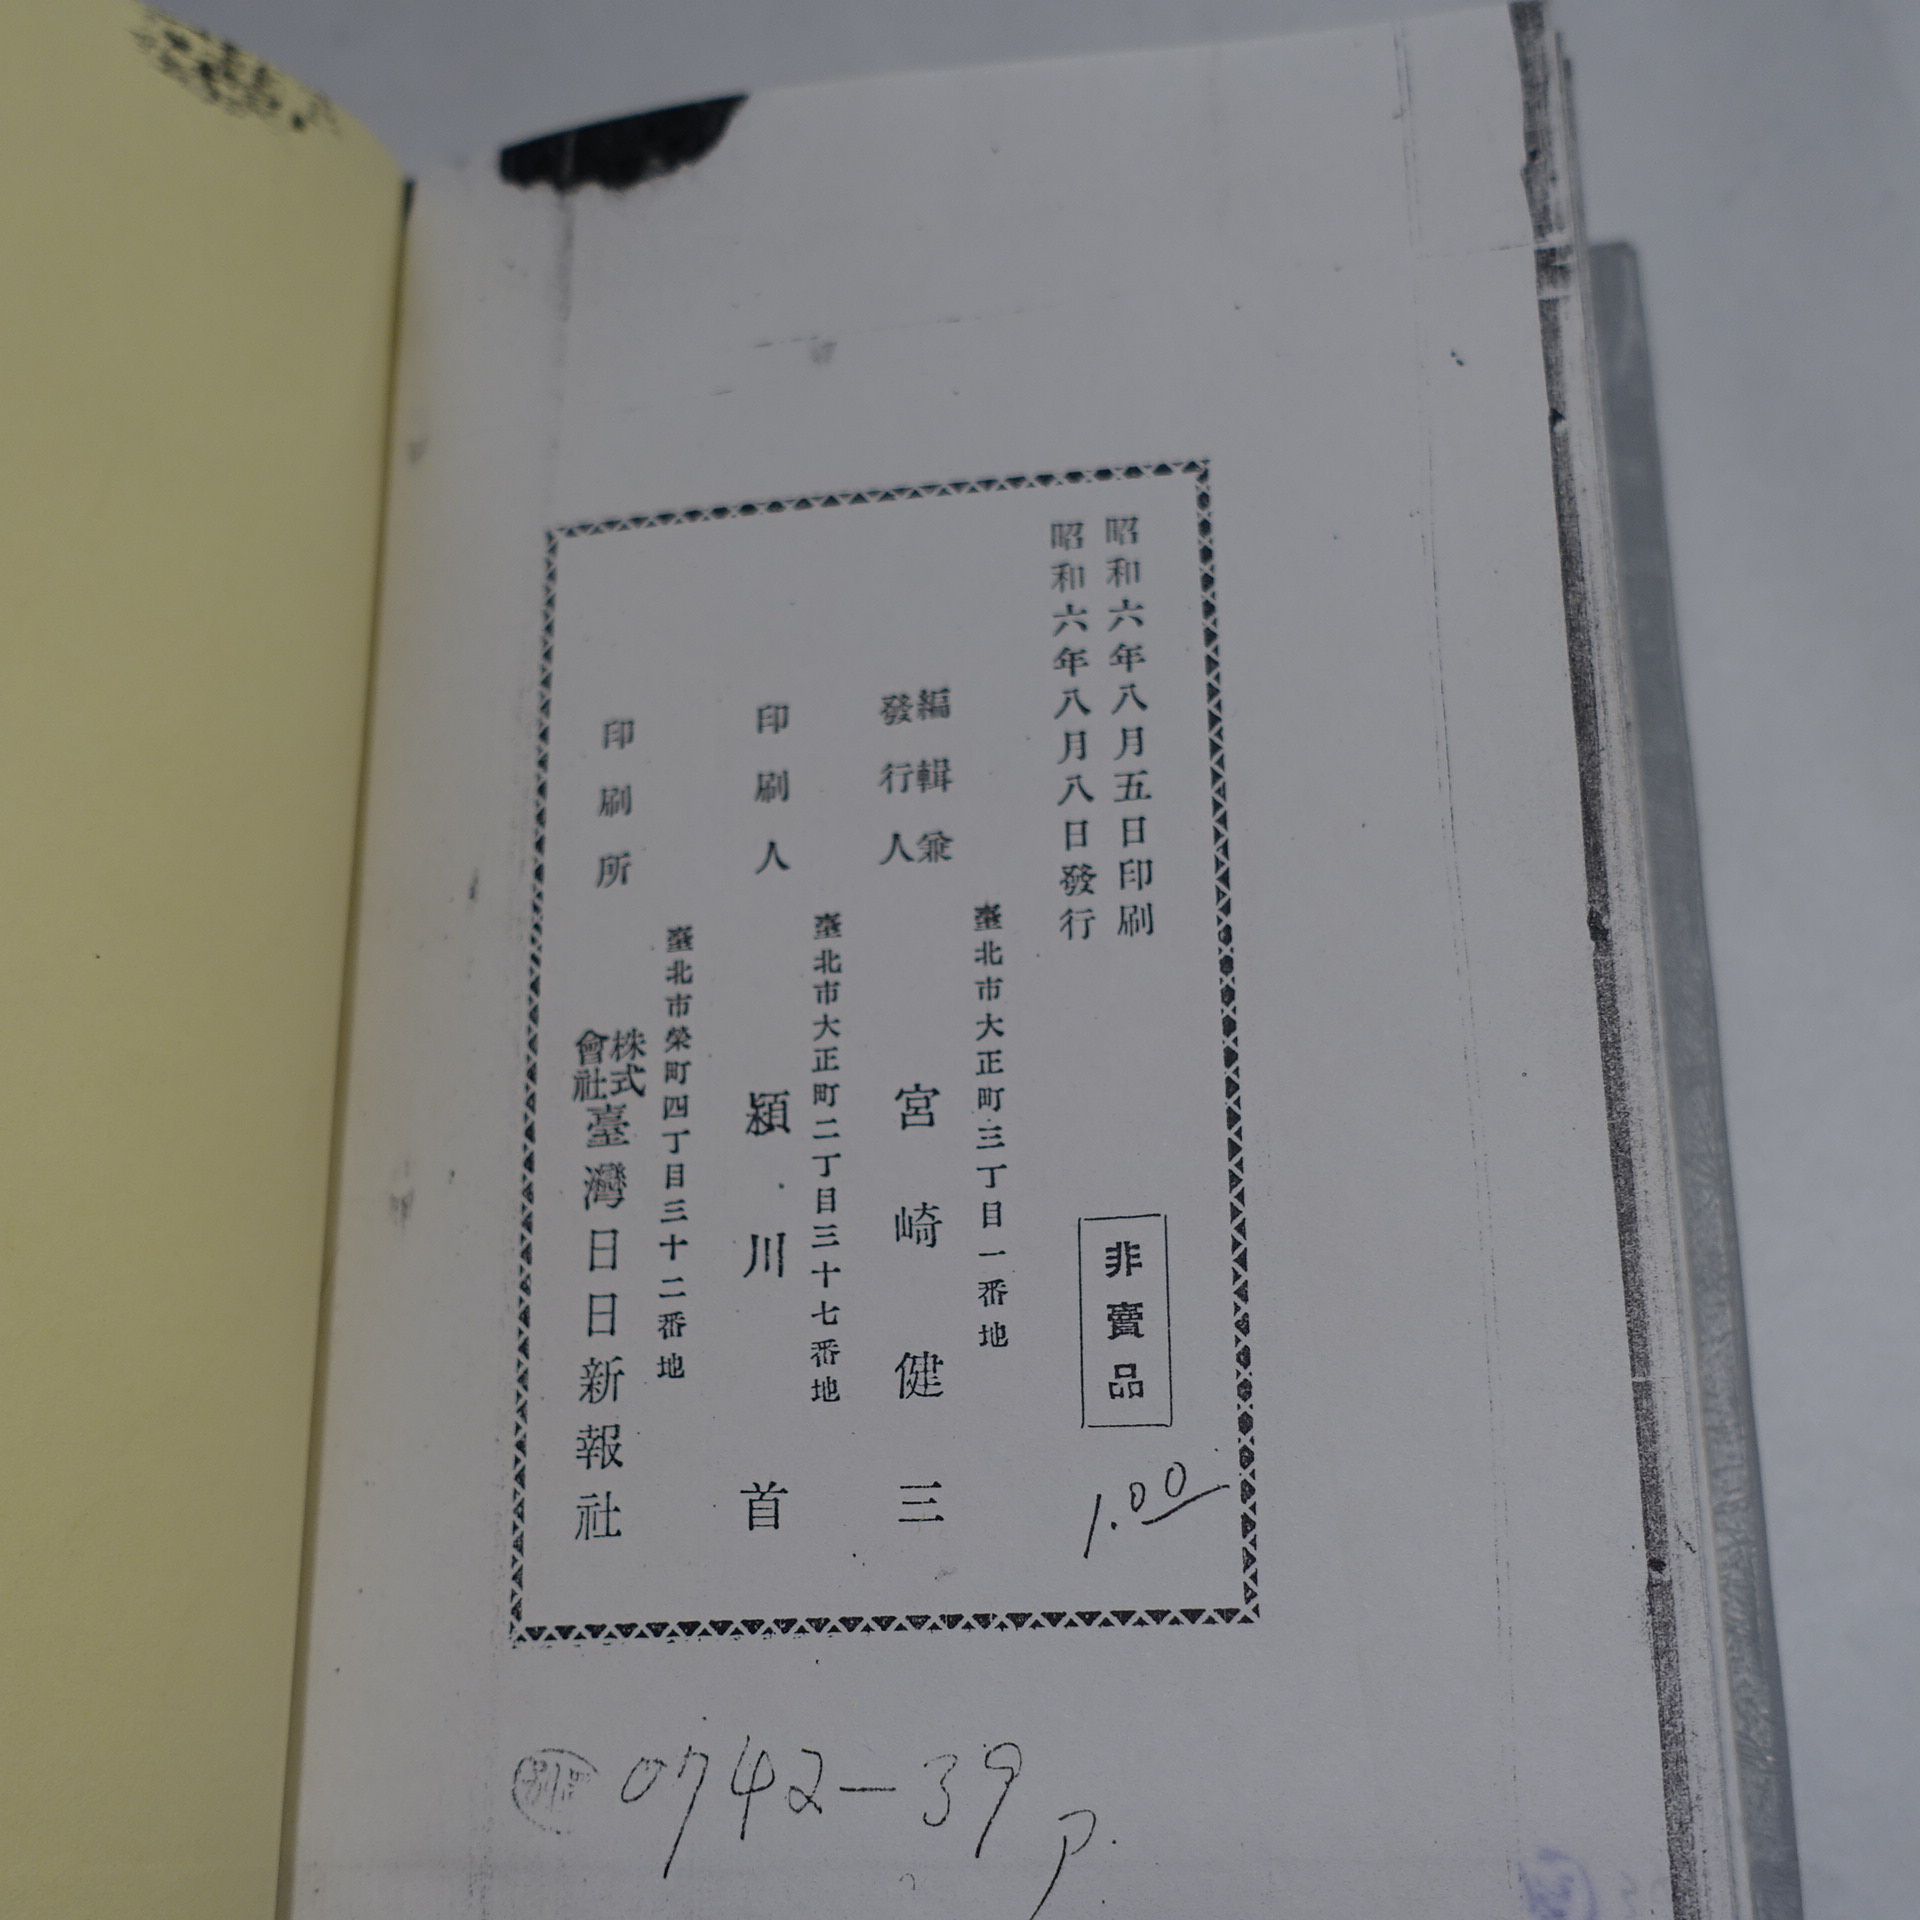 昭和六年八月五日印刷
昭和六年八月八日發行
非賣品
1.00
臺北市大正町三丁目一番地
編輯兼
發行人
宮崎健三
臺北市大正町二丁目三十七番地
印刷人
潁川首
臺北市榮町四丁目三十二番地
印刷所
株式
會社
臺灣日日新報社
0742-39
P.